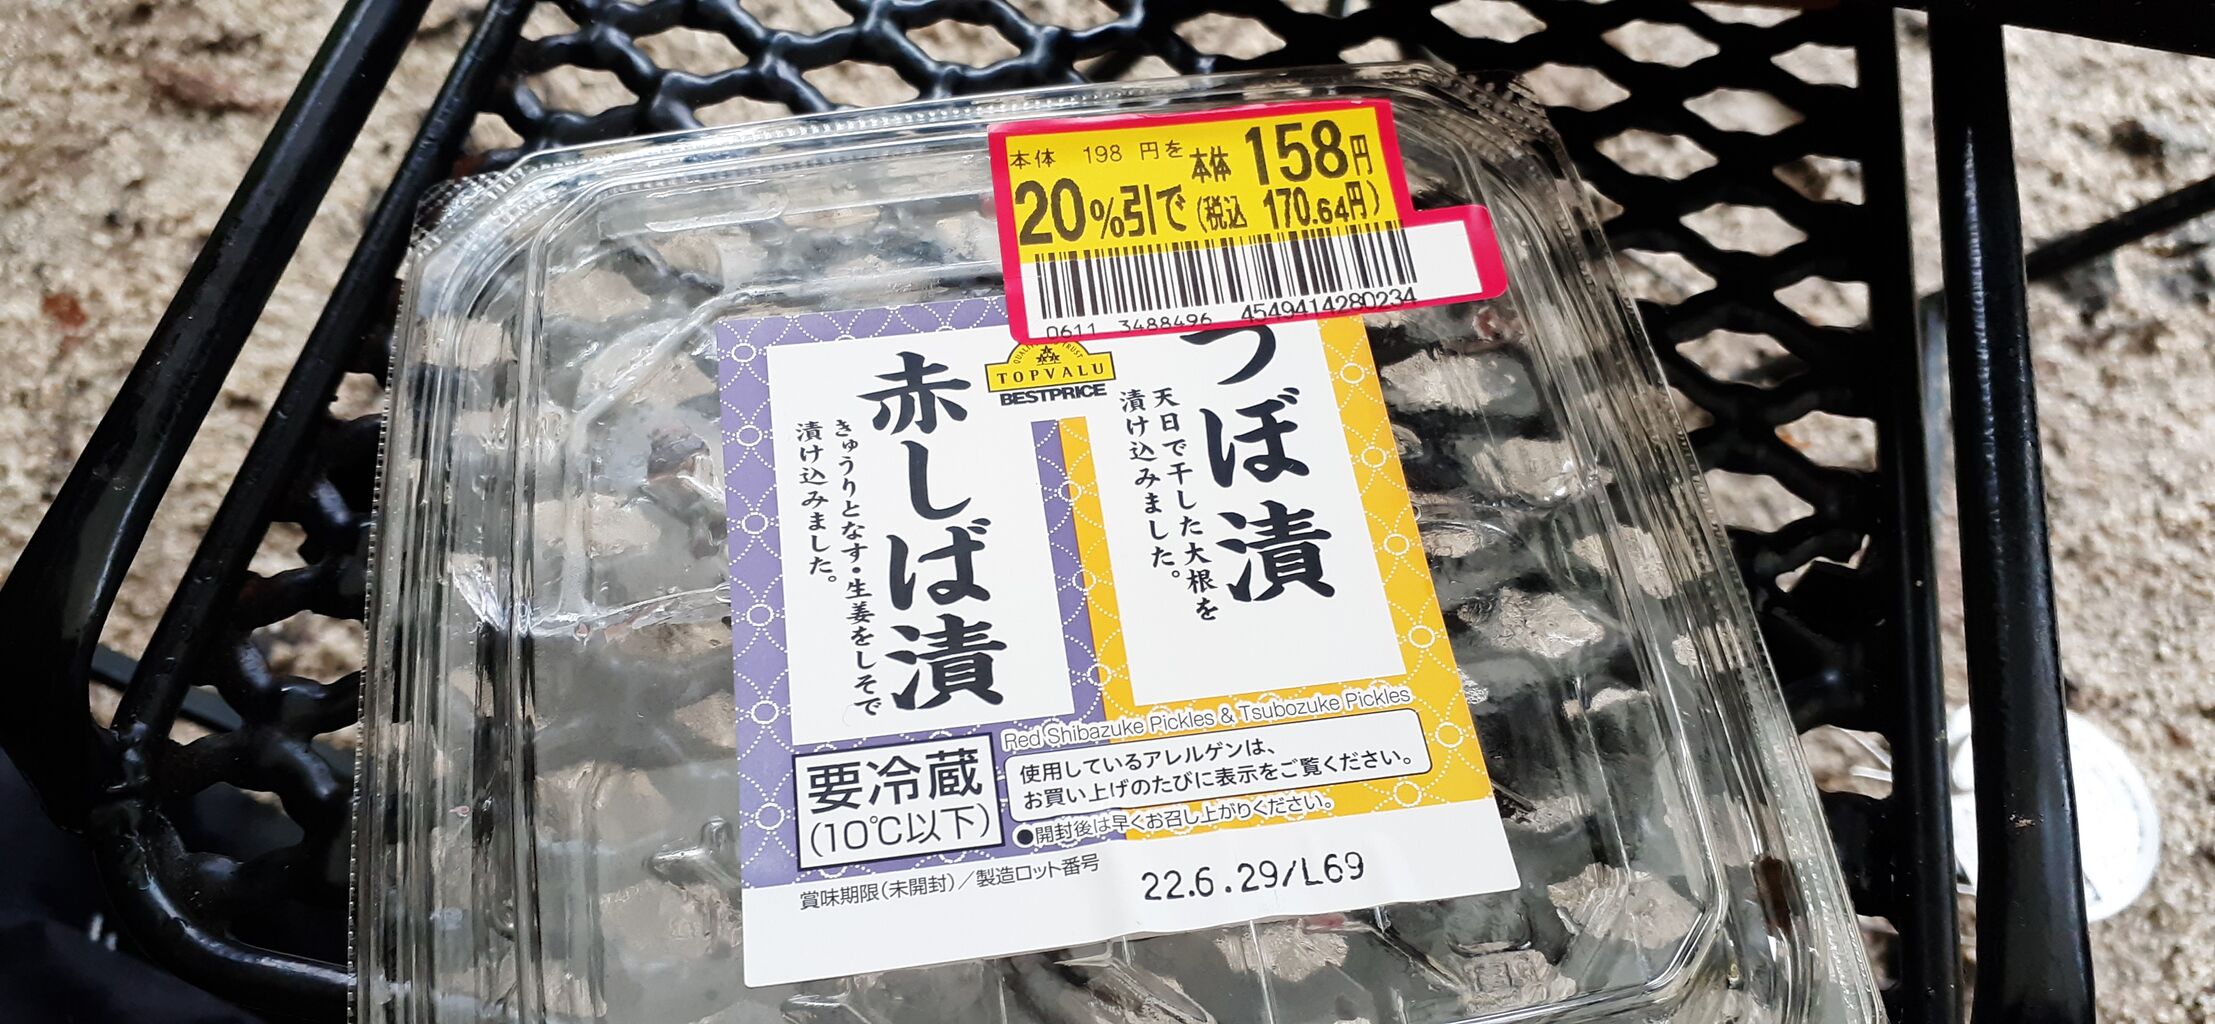 本体 198 円を 本体 158円
20%引で (税込 170.64円)
0611 3488496 4549414280234
QUALITY TRUST
TOPVALU
BESTPRICE
つぼ漬
天日で干した大根を
漬け込みました。
赤しば漬
きゅうりとなす・生姜をしそで
漬け込みました。
Red Shibazuke Pickles & Tsubozuke Pickles
要冷蔵
(10℃以下)
使用しているアレルゲンは、
お買い上げのたびに表示をご覧ください。
●開封後は早くお召し上がりください。
賞味期限(未開封)/製造ロット番号
22.6.29/L69